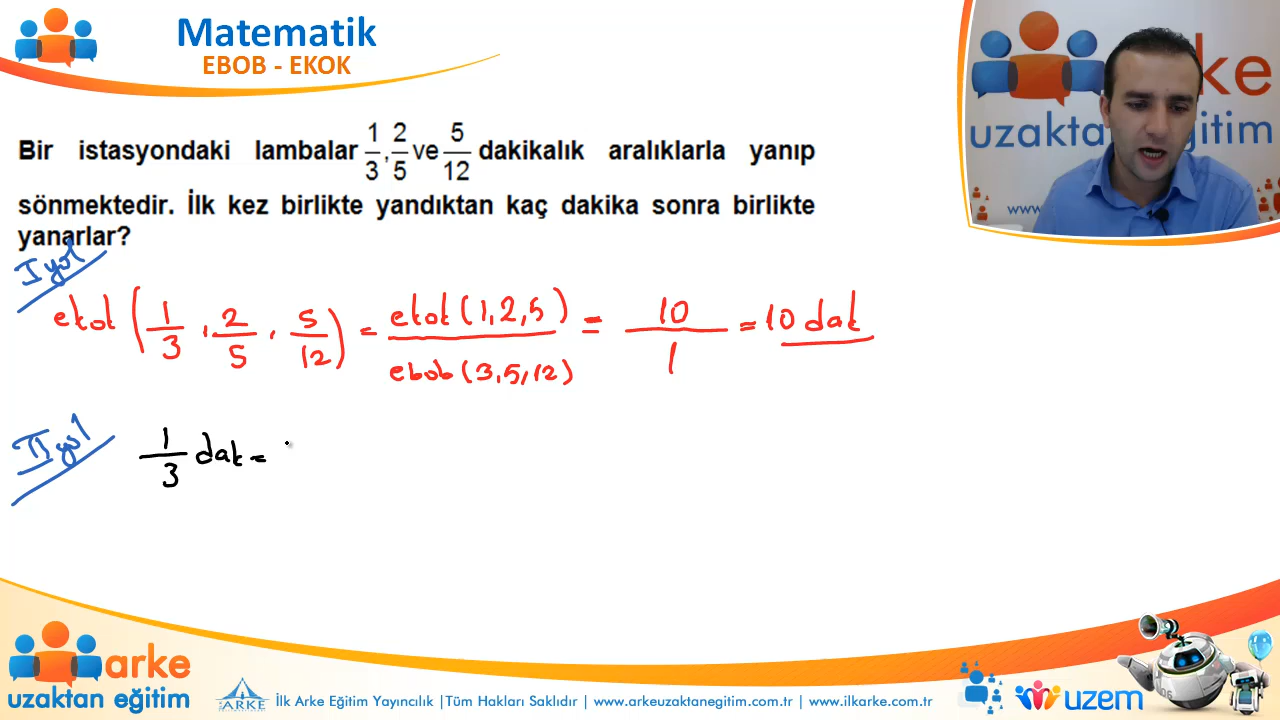 Matematik
EBOB - EKOK
arke
uzaktan eğitim
www
Bir istasyondaki lambalar 1/3, 2/5 ve 5/12 dakikalık aralıklarla yanıp
sönmektedir. İlk kez birlikte yandıktan kaç dakika sonra birlikte
yanarlar?
I yol
ekok (1/3, 2/5, 5/12) = ekok (1,2,5) / ebob (3,5,12) = 10/1 = 10 dak
II yol
1/3 dak =
arke
uzaktan eğitim
ARKE
İlk Arke Eğitim Yayıncılık | Tüm Hakları Saklıdır | www.arkeuzaktanegitim.com | www.ilkarke.com.tr
uzem